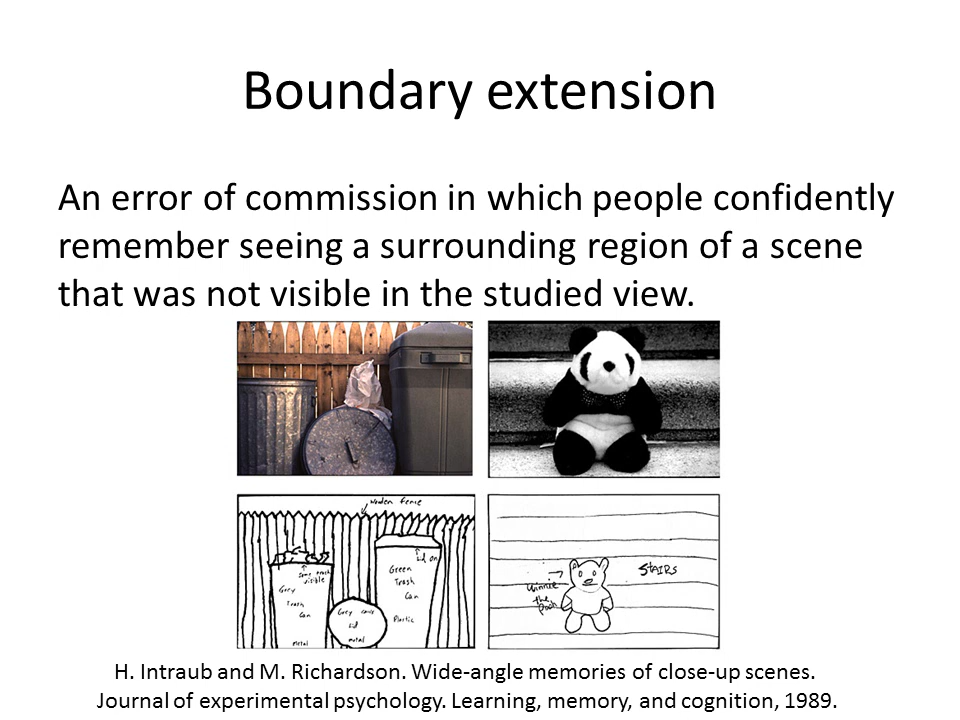 Boundary extension
An error of commission in which people confidently
remember seeing a surrounding region of a scene
that was not visible in the studied view.
wooden fence
some trash
visible
Grey
Trash
Can
metal
lid on
Green
Trash
Can
Plastic
Grey
lid
metal
Winnie
the
Pooh
STAIRS
H. Intraub and M. Richardson. Wide-angle memories of close-up scenes.
Journal of experimental psychology. Learning, memory, and cognition, 1989.